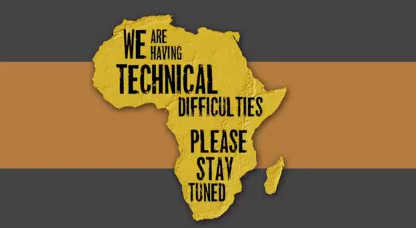 WE ARE
HAVING
TECHNICAL
DIFFICULTIES
PLEASE
STAY
TUNED